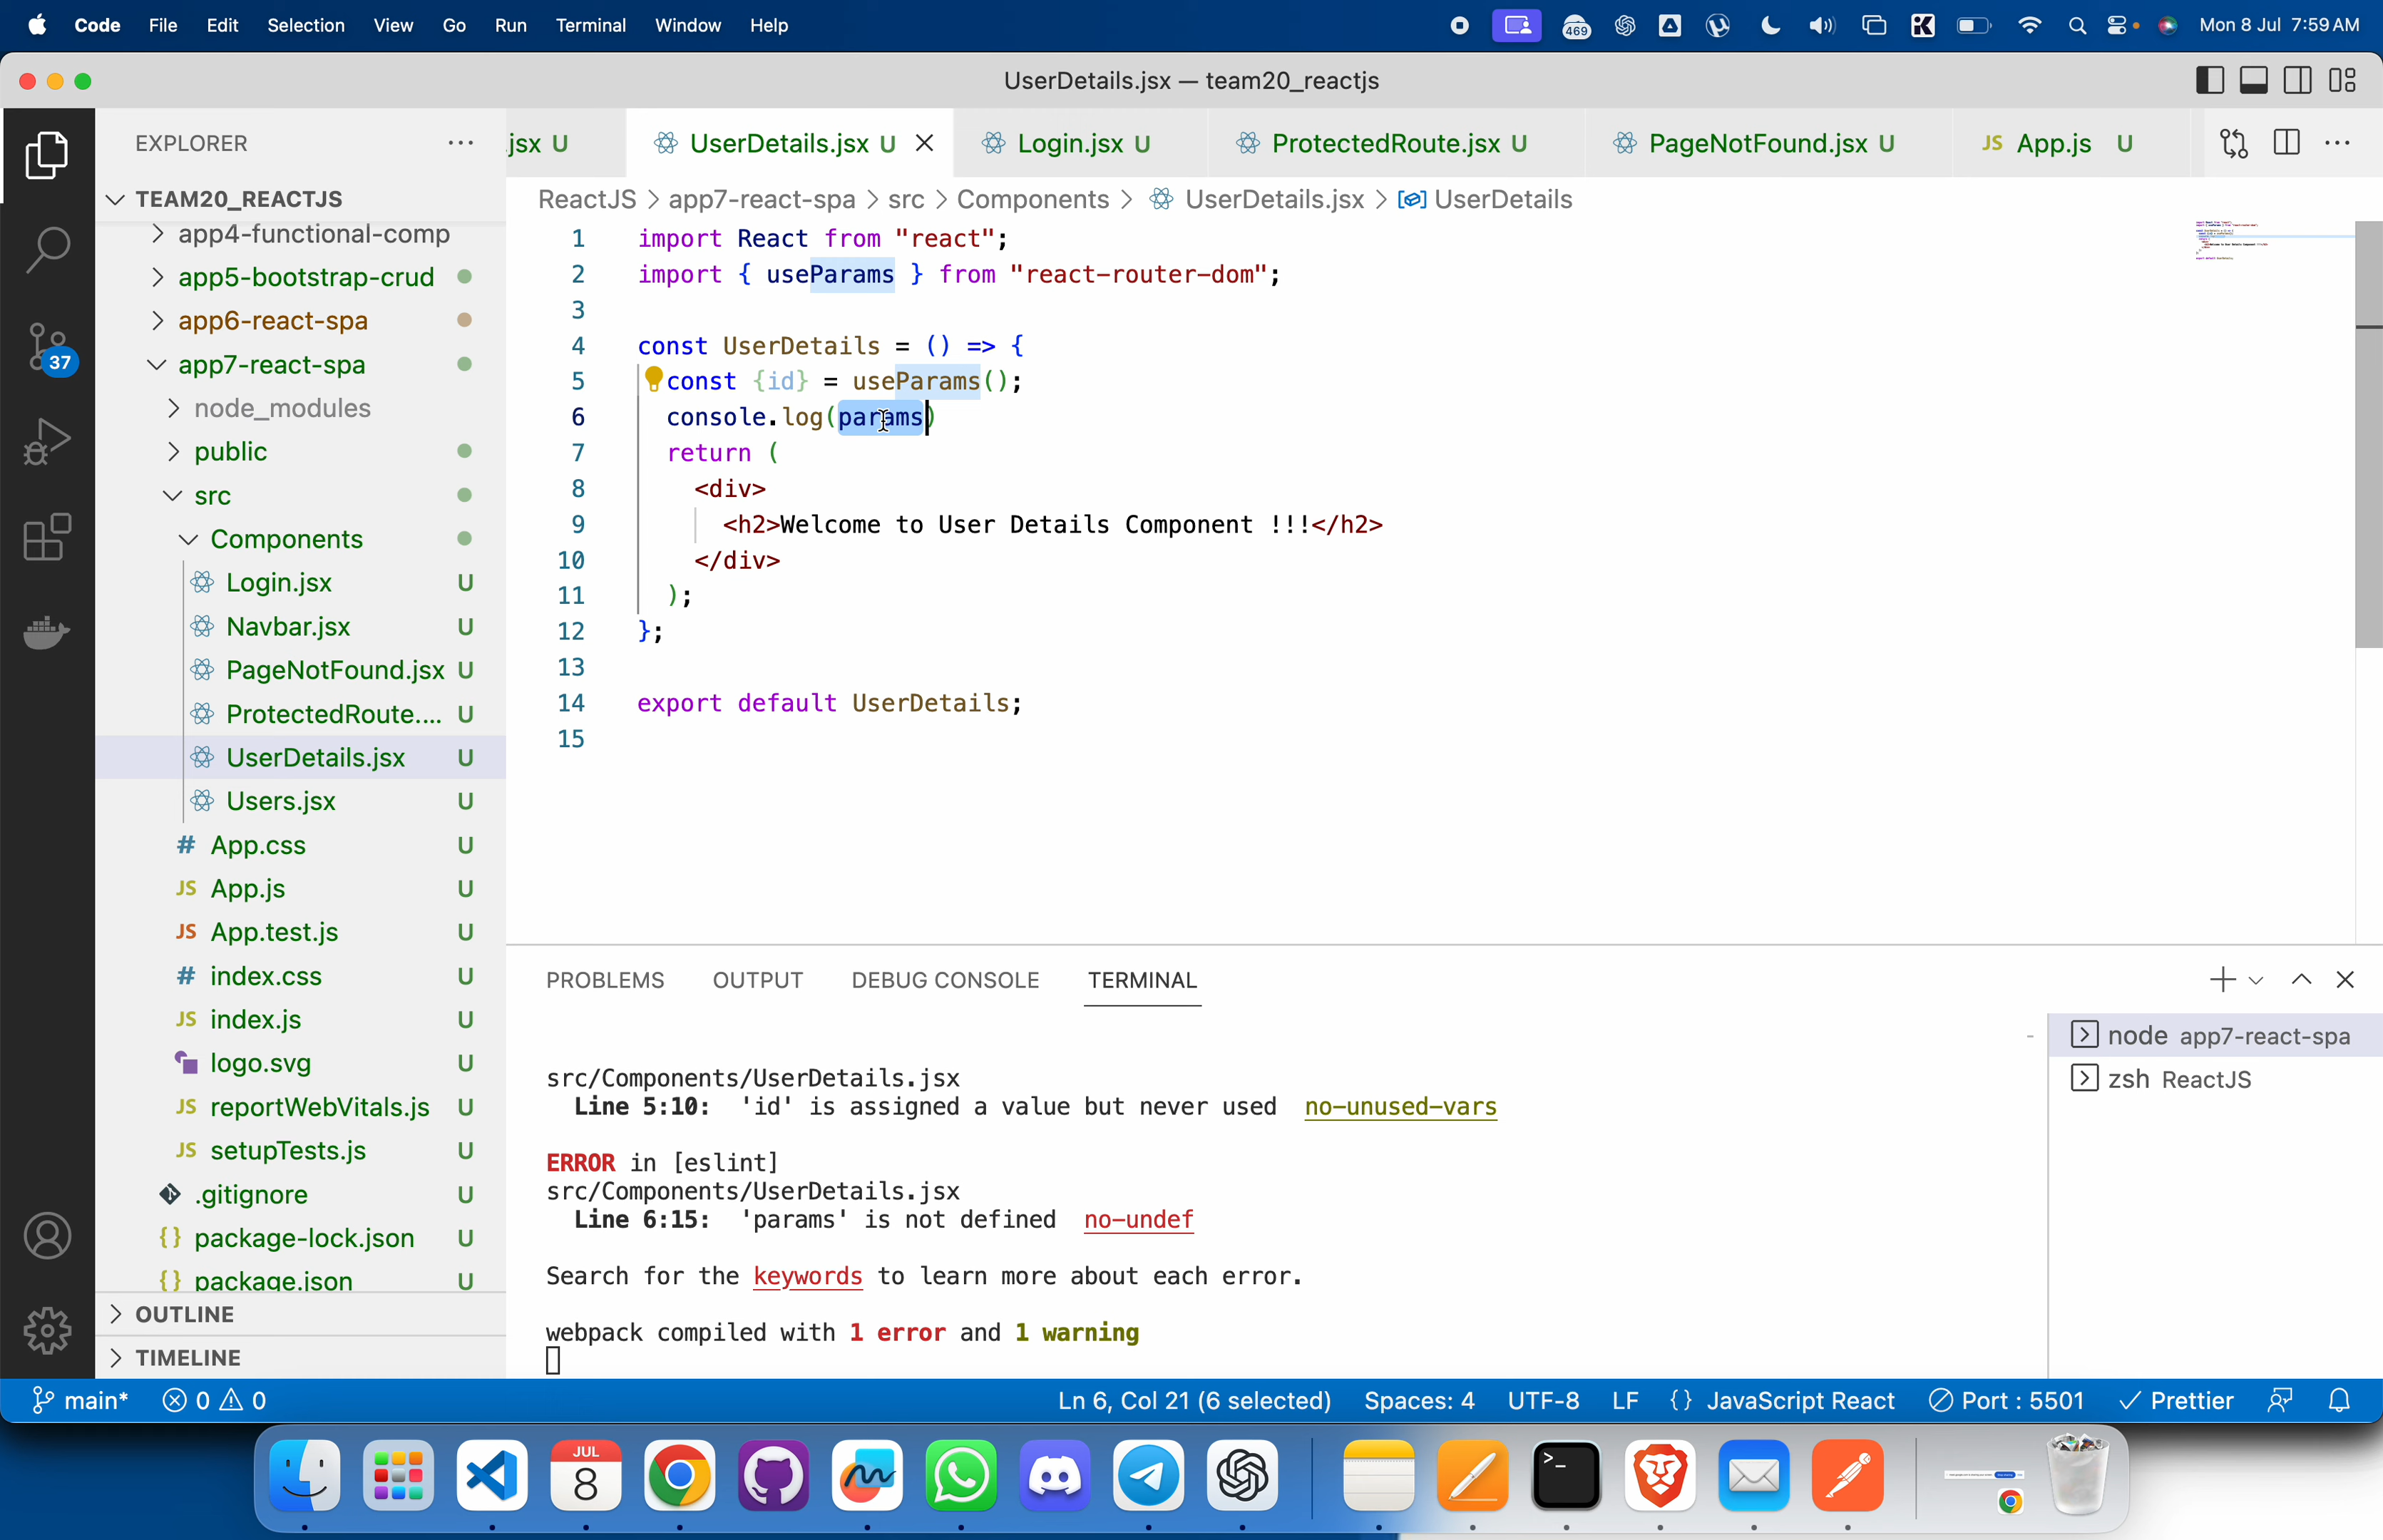 Code File Edit Selection View Go Run Terminal Window Help 469 Mon 8 Jul 7:59 AM
UserDetails.jsx — team20_reactjs
EXPLORER
.jsx U UserDetails.jsx U Login.jsx U ProtectedRoute.jsx U PageNotFound.jsx U JS App.js U
TEAM20_REACTJS
ReactJS > app7-react-spa > src > Components > UserDetails.jsx > UserDetails
app4-functional-comp
app5-bootstrap-crud
app6-react-spa
37
app7-react-spa
node_modules
public
src
Components
Login.jsx U
Navbar.jsx U
PageNotFound.jsx U
ProtectedRoute.... U
UserDetails.jsx U
Users.jsx U
# App.css U
JS App.js U
JS App.test.js U
# index.css U
JS index.js U
logo.svg U
JS reportWebVitals.js U
JS setupTests.js U
.gitignore U
{} package-lock.json U
{} package.json U
OUTLINE
TIMELINE
1 import React from "react";
2 import { useParams } from "react-router-dom";
3
4 const UserDetails = () => {
5 const {id} = useParams();
6 console.log(params)
7 return (
8 <div>
9 <h2>Welcome to User Details Component !!!</h2>
10 </div>
11 );
12 };
13
14 export default UserDetails;
15
PROBLEMS OUTPUT DEBUG CONSOLE TERMINAL
src/Components/UserDetails.jsx
Line 5:10: 'id' is assigned a value but never used no-unused-vars
ERROR in [eslint]
src/Components/UserDetails.jsx
Line 6:15: 'params' is not defined no-undef
Search for the keywords to learn more about each error.
webpack compiled with 1 error and 1 warning
node app7-react-spa
zsh ReactJS
main* 0 0 Ln 6, Col 21 (6 selected) Spaces: 4 UTF-8 LF {} JavaScript React Port : 5501 Prettier
JUL
8